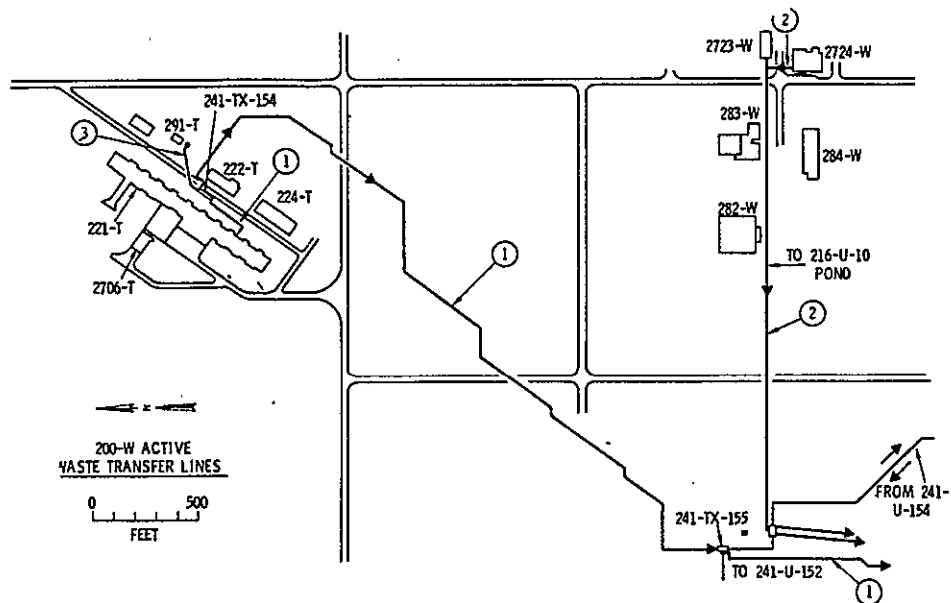 2
2723-W
2724-W
241-TX-154
291-T
3
222-T
1
283-W
224-T
284-W
221-T
282-W
TO 216-U-10
POND
2706-T
1
2
N
200-W ACTIVE
WASTE TRANSFER LINES
0 500
FEET
FROM 241-
U-154
241-TX-155
TO 241-U-152
1